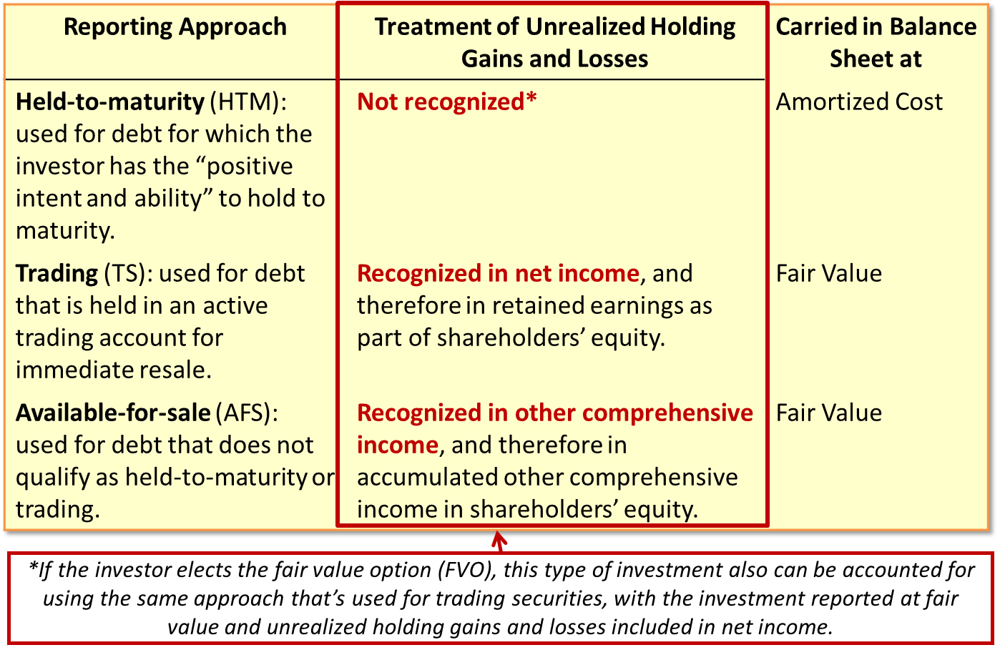 Reporting Approach
Treatment of Unrealized Holding
Gains and Losses
Carried in Balance
Sheet at
Held-to-maturity (HTM):
used for debt for which the
investor has the “positive
intent and ability” to hold to
maturity.
Not recognized*
Amortized Cost
Trading (TS): used for debt
that is held in an active
trading account for
immediate resale.
Recognized in net income, and
therefore in retained earnings as
part of shareholders’ equity.
Fair Value
Available-for-sale (AFS):
used for debt that does not
qualify as held-to-maturity or
trading.
Recognized in other comprehensive
income, and therefore in
accumulated other comprehensive
income in shareholders’ equity.
Fair Value
*If the investor elects the fair value option (FVO), this type of investment also can be accounted for
using the same approach that’s used for trading securities, with the investment reported at fair
value and unrealized holding gains and losses included in net income.